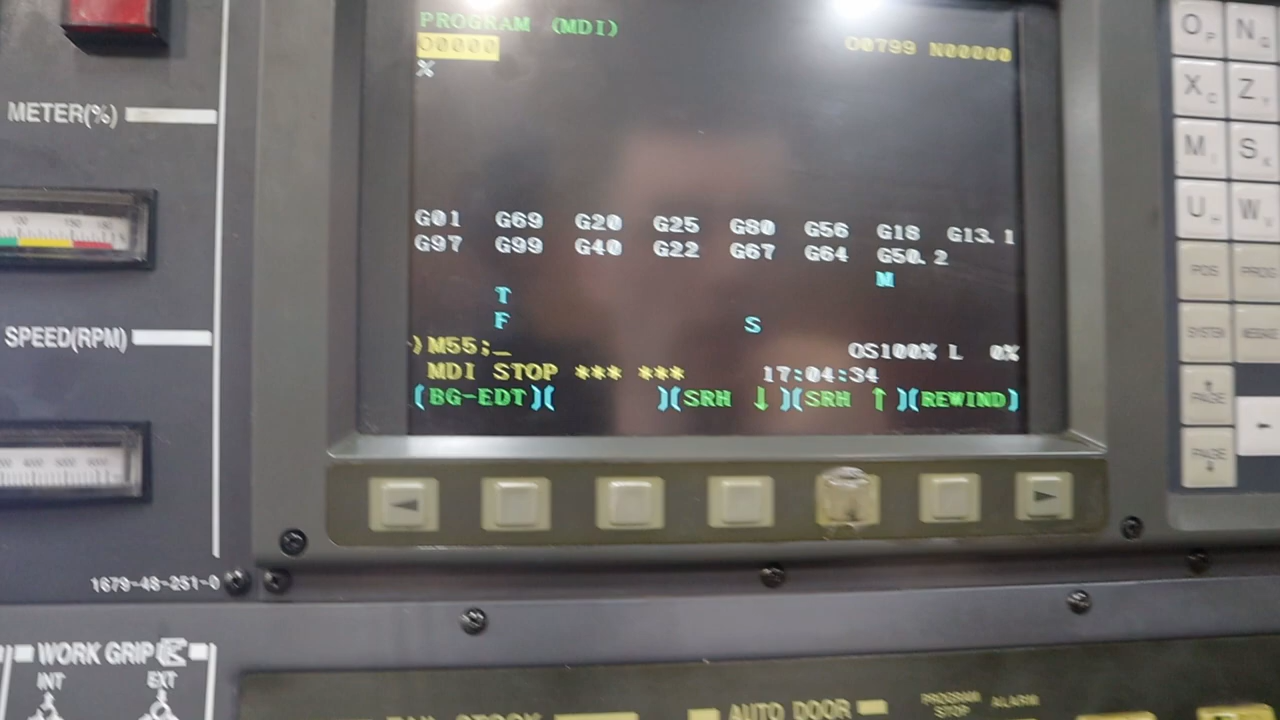 PROGRAM (MDI)
O0000
O0799 N00000
%
METER(%)
G01 G69 G20 G25 G80 G56 G18 G13.1
G97 G99 G40 G22 G67 G64 G50.2
M
T
F S
SPEED(RPM)
)M55;_
OS100% L 0%
MDI STOP *** *** 17:04:34
(BG-EDT)( )(SRH ↓)(SRH ↑)(REWIND)
1679-48-251-0
WORK GRIP
INT EXT
AUTO DOOR
PROGRAM STOP
ALARM
O P
N
X C
Z Y
M
S K
U
W
POS PROG
SYSTEM
PAGE
PAGE